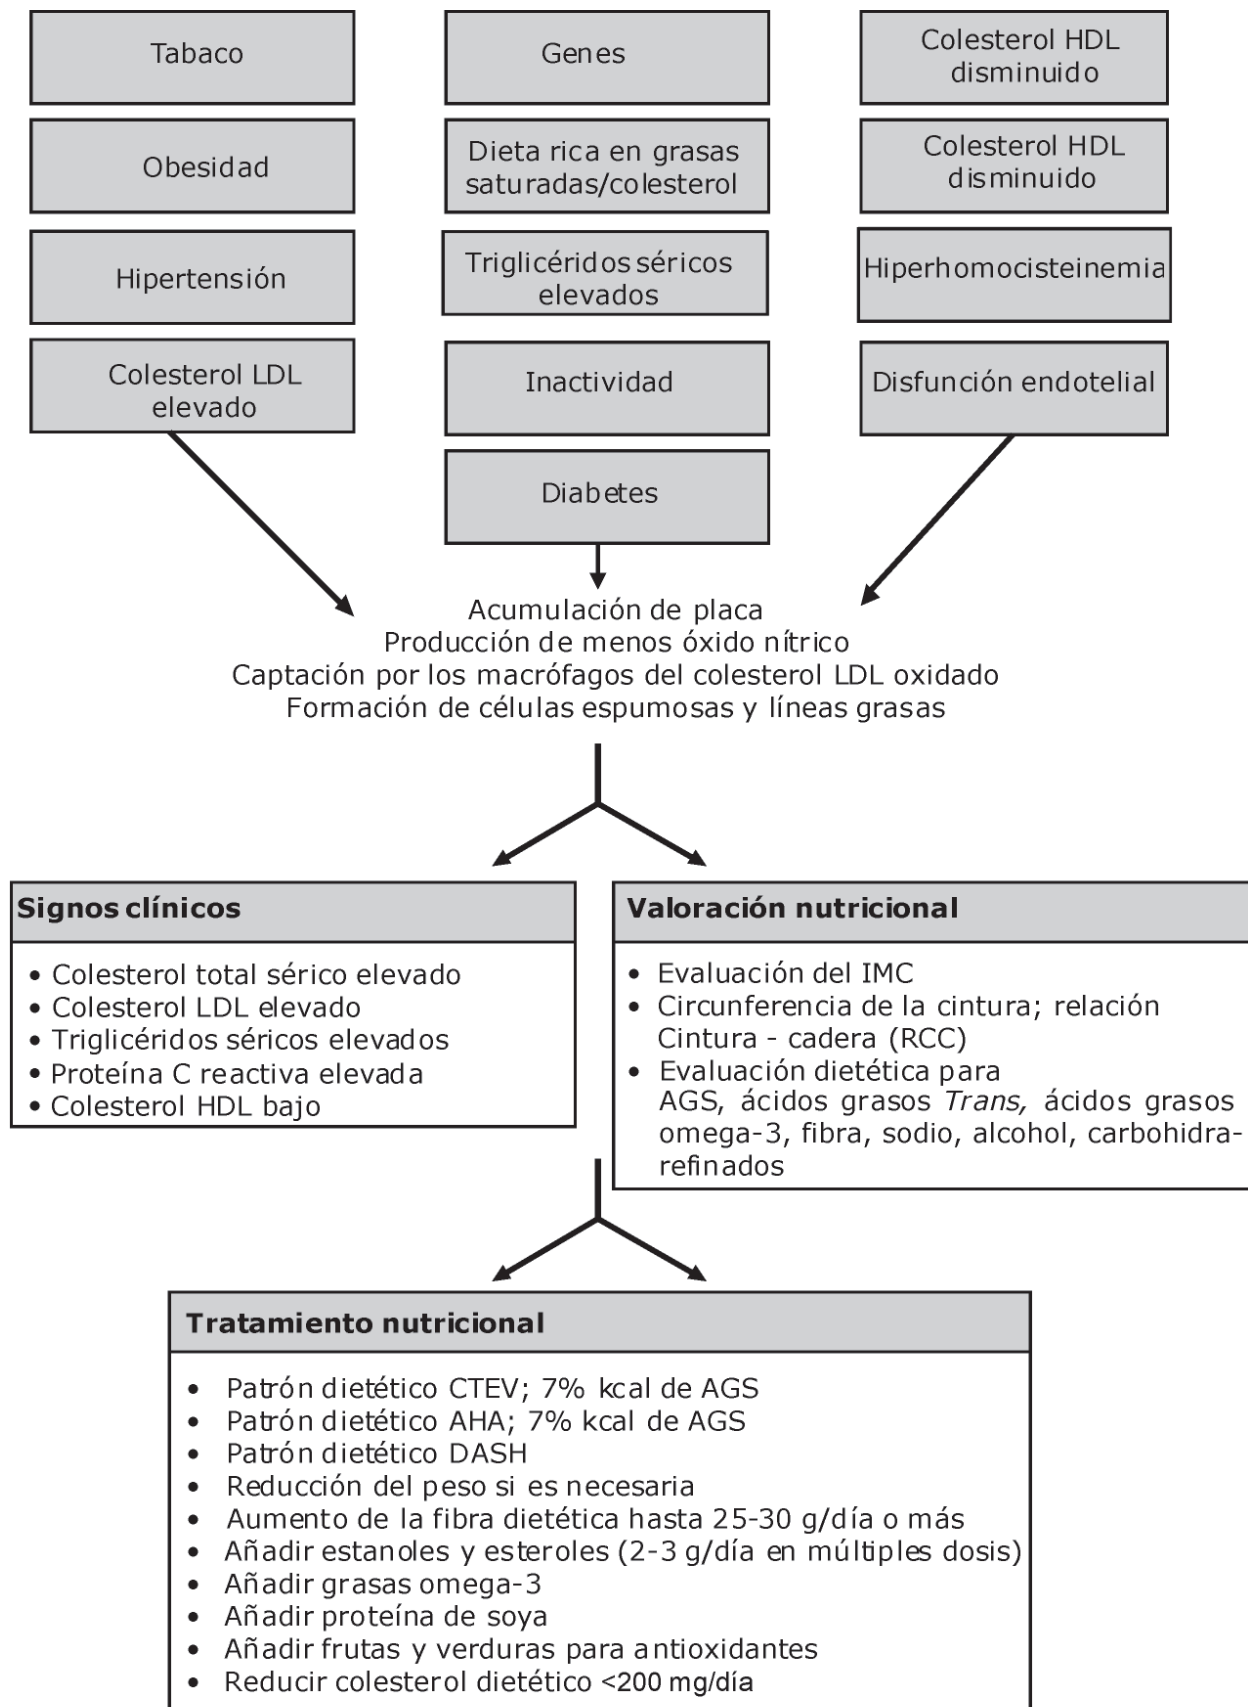 Tabaco
Genes
Colesterol HDL
disminuido
Obesidad
Dieta rica en grasas
saturadas/colesterol
Colesterol HDL
disminuido
Hipertensión
Triglicéridos séricos
elevados
Hiperhomocisteinemia
Colesterol LDL
elevado
Inactividad
Disfunción endotelial
Diabetes
Acumulación de placa
Producción de menos óxido nítrico
Captación por los macrófagos del colesterol LDL oxidado
Formación de células espumosas y líneas grasas
Signos clínicos
• Colesterol total sérico elevado
• Colesterol LDL elevado
• Triglicéridos séricos elevados
• Proteína C reactiva elevada
• Colesterol HDL bajo
Valoración nutricional
• Evaluación del IMC
• Circunferencia de la cintura; relación
Cintura - cadera (RCC)
• Evaluación dietética para
AGS, ácidos grasos Trans, ácidos grasos
omega-3, fibra, sodio, alcohol, carbohidra-
refinados
Tratamiento nutricional
• Patrón dietético CTEV; 7% kcal de AGS
• Patrón dietético AHA; 7% kcal de AGS
• Patrón dietético DASH
• Reducción del peso si es necesaria
• Aumento de la fibra dietética hasta 25-30 g/día o más
• Añadir estanoles y esteroles (2-3 g/día en múltiples dosis)
• Añadir grasas omega-3
• Añadir proteína de soya
• Añadir frutas y verduras para antioxidantes
• Reducir colesterol dietético <200 mg/día